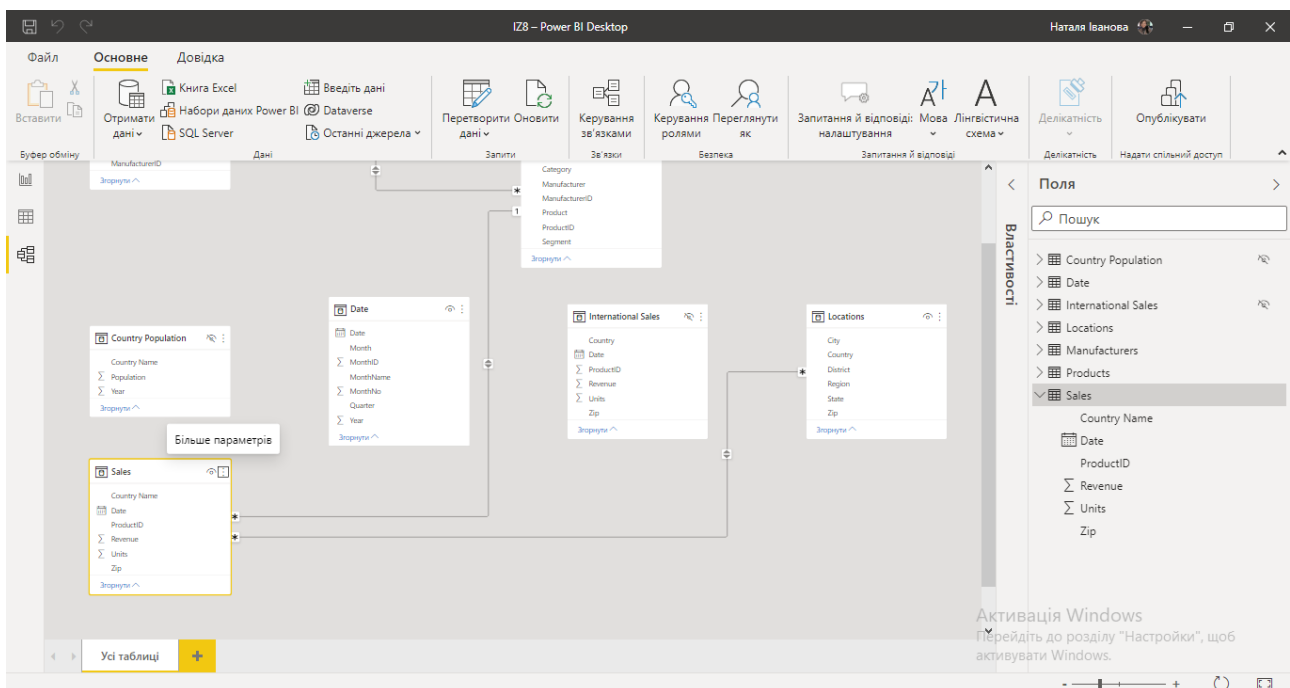 IZ8 – Power BI Desktop
Наталя Іванова
Файл
Основне
Довідка
Вставити
Буфер обміну
Отримати дані
Книга Excel
Набори даних Power BI
SQL Server
Введіть дані
Dataverse
Останні джерела
Дані
Перетворити дані
Оновити
Запити
Керування зв'язками
Зв'язки
Керування ролями
Переглянути як
Безпека
Запитання й відповіді: налаштування
Мова
Лінгвістична схема
Запитання й відповіді
Делікатність
Делікатність
Опублікувати
Надати спільний доступ
ManufacturerID
Згорнути
Category
Manufacturer
ManufacturerID
Product
ProductID
Segment
Згорнути
1
Country Population
Country Name
Population
Year
Згорнути
Date
Date
Month
MonthID
MonthName
MonthNo
Quarter
Year
Згорнути
International Sales
Country
Date
ProductID
Revenue
Units
Zip
Згорнути
Locations
City
Country
District
Region
State
Zip
Згорнути
Більше параметрів
Sales
Country Name
Date
ProductID
Revenue
Units
Zip
Згорнути
Властивості
Поля
Пошук
Country Population
Date
International Sales
Locations
Manufacturers
Products
Sales
Country Name
Date
ProductID
Revenue
Units
Zip
Активація Windows
Перейдіть до розділу "Настройки", щоб
активувати Windows.
Усі таблиці